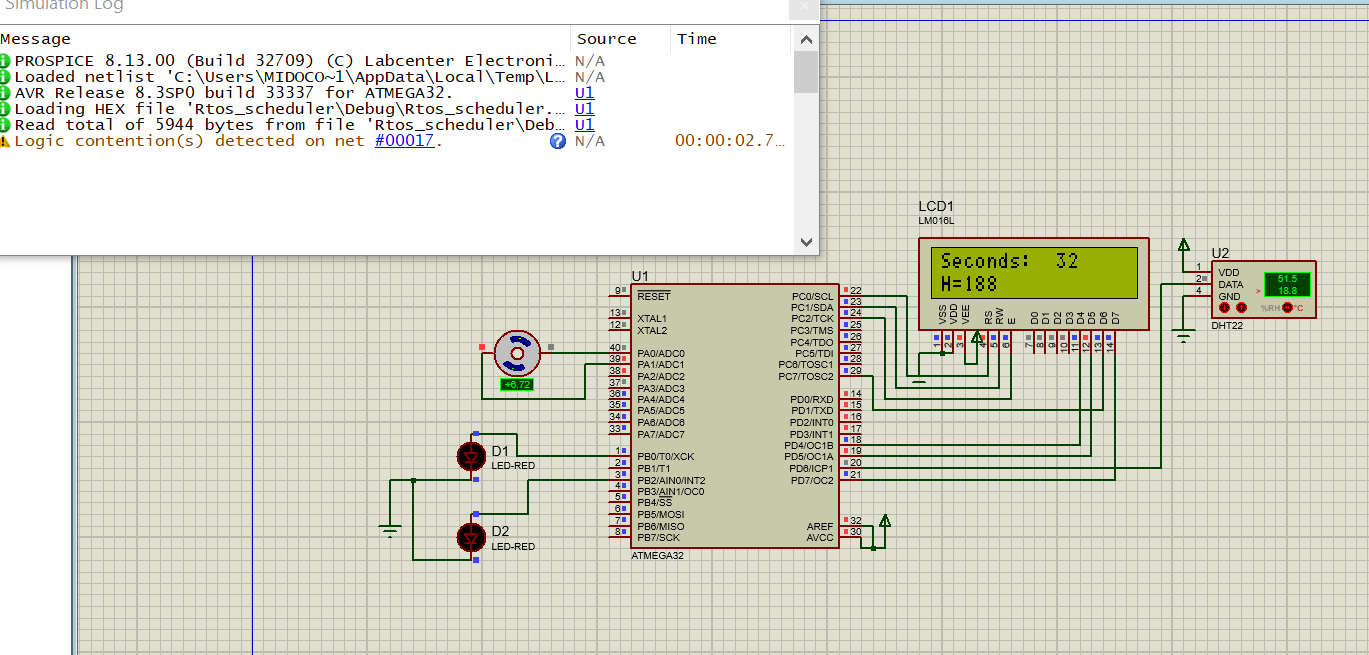 Simulation Log
Message Source Time
PROSPICE 8.13.00 (Build 32709) (C) Labcenter Electroni... N/A
Loaded netlist 'C:\Users\MIDOCO~1\AppData\Local\Temp\L... N/A
AVR Release 8.3SP0 build 33337 for ATMEGA32. U1
Loading HEX file 'Rtos_scheduler\Debug\Rtos_scheduler.... U1
Read total of 5944 bytes from file 'Rtos_scheduler\Deb... U1
Logic contention(s) detected on net #00017. ? N/A 00:00:02.7...
LCD1
LM016L
Seconds: 32
H=188
VSS VDD VEE RS RW E D0 D1 D2 D3 D4 D5 D6 D7
1 2 3 4 5 6 7 8 9 10 11 12 13 14
U2
1 VDD
2 DATA
4 GND
51.5
18.8
> %RH °C
DHT22
U1
9 RESET
13 XTAL1
12 XTAL2
40 PA0/ADC0
39 PA1/ADC1
38 PA2/ADC2
37 PA3/ADC3
36 PA4/ADC4
35 PA5/ADC5
34 PA6/ADC6
33 PA7/ADC7
1 PB0/T0/XCK
2 PB1/T1
3 PB2/AIN0/INT2
4 PB3/AIN1/OC0
5 PB4/SS
6 PB5/MOSI
7 PB6/MISO
8 PB7/SCK
PC0/SCL 22
PC1/SDA 23
PC2/TCK 24
PC3/TMS 25
PC4/TDO 26
PC5/TDI 27
PC6/TOSC1 28
PC7/TOSC2 29
PD0/RXD 14
PD1/TXD 15
PD2/INT0 16
PD3/INT1 17
PD4/OC1B 18
PD5/OC1A 19
PD6/ICP1 20
PD7/OC2 21
AREF 32
AVCC 30
ATMEGA32
+6.72
D1
LED-RED
D2
LED-RED